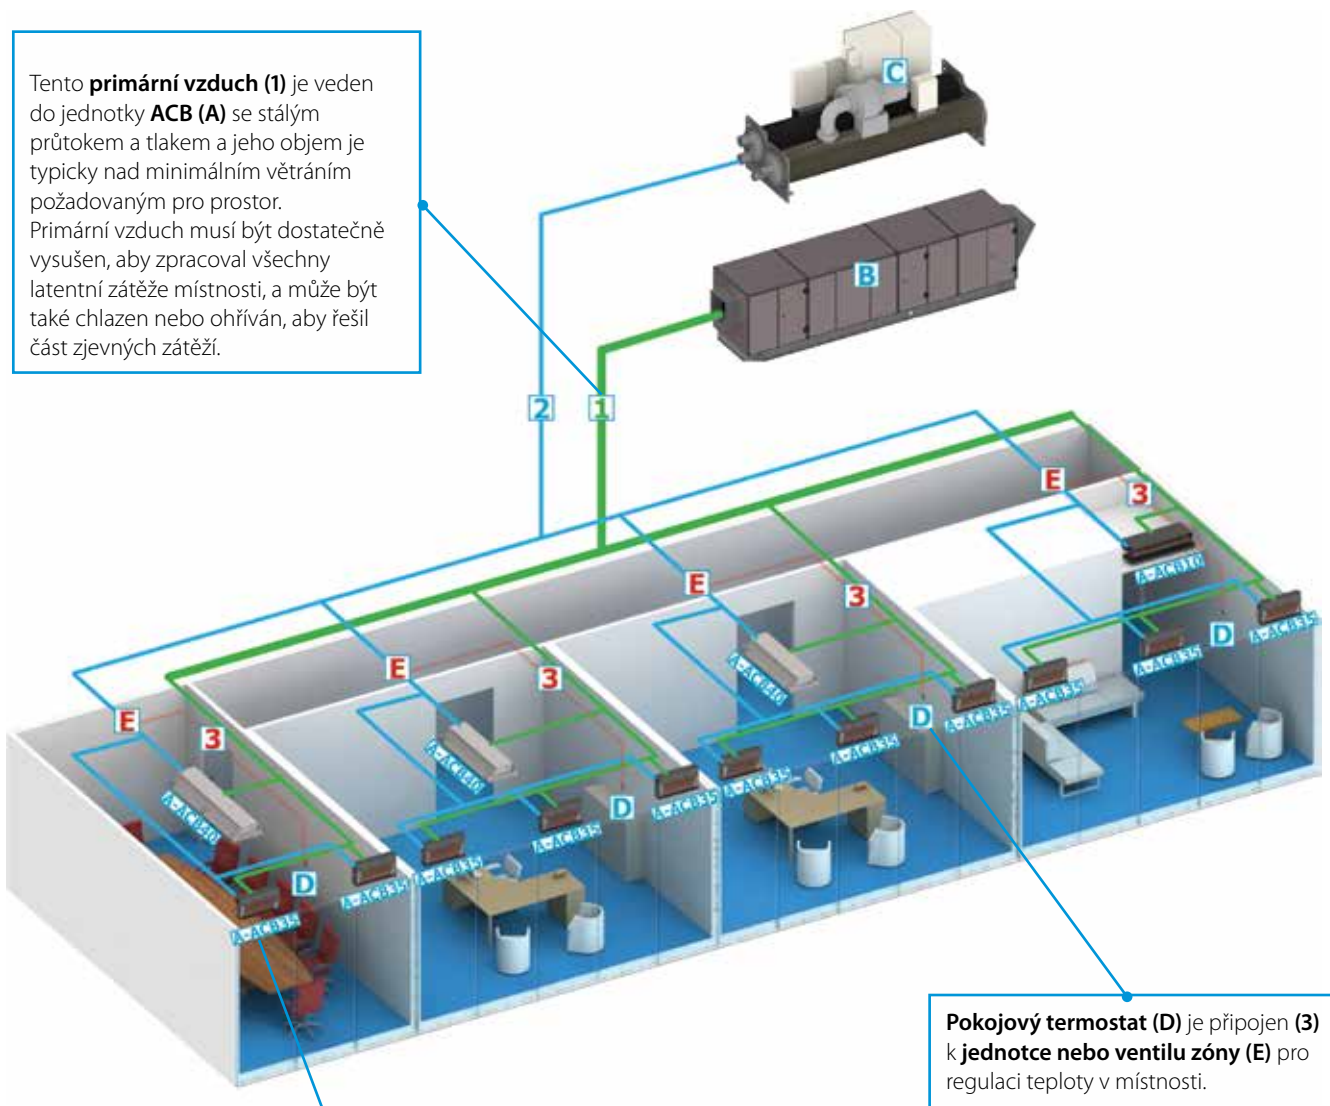 Tento primární vzduch (1) je veden
do jednotky ACB (A) se stálým
průtokem a tlakem a jeho objem je
typicky nad minimálním větráním
požadovaným pro prostor.
Primární vzduch musí být dostatečně
vysušen, aby zpracoval všechny
latentní zátěže místnosti, a může být
také chlazen nebo ohříván, aby řešil
část zjevných zátěží.
C
B
2
1
E
3
A-ACB10
A-ACB35
D
A-ACB35
A-ACB35
E
3
A-ACB40
A-ACB35
D
A-ACB35
A-ACB35
E
3
A-ACB40
A-ACB35
D
A-ACB35
A-ACB35
E
3
A-ACB40
A-ACB35
D
A-ACB35
Pokojový termostat (D) je připojen (3)
k jednotce nebo ventilu zóny (E) pro
regulaci teploty v místnosti.